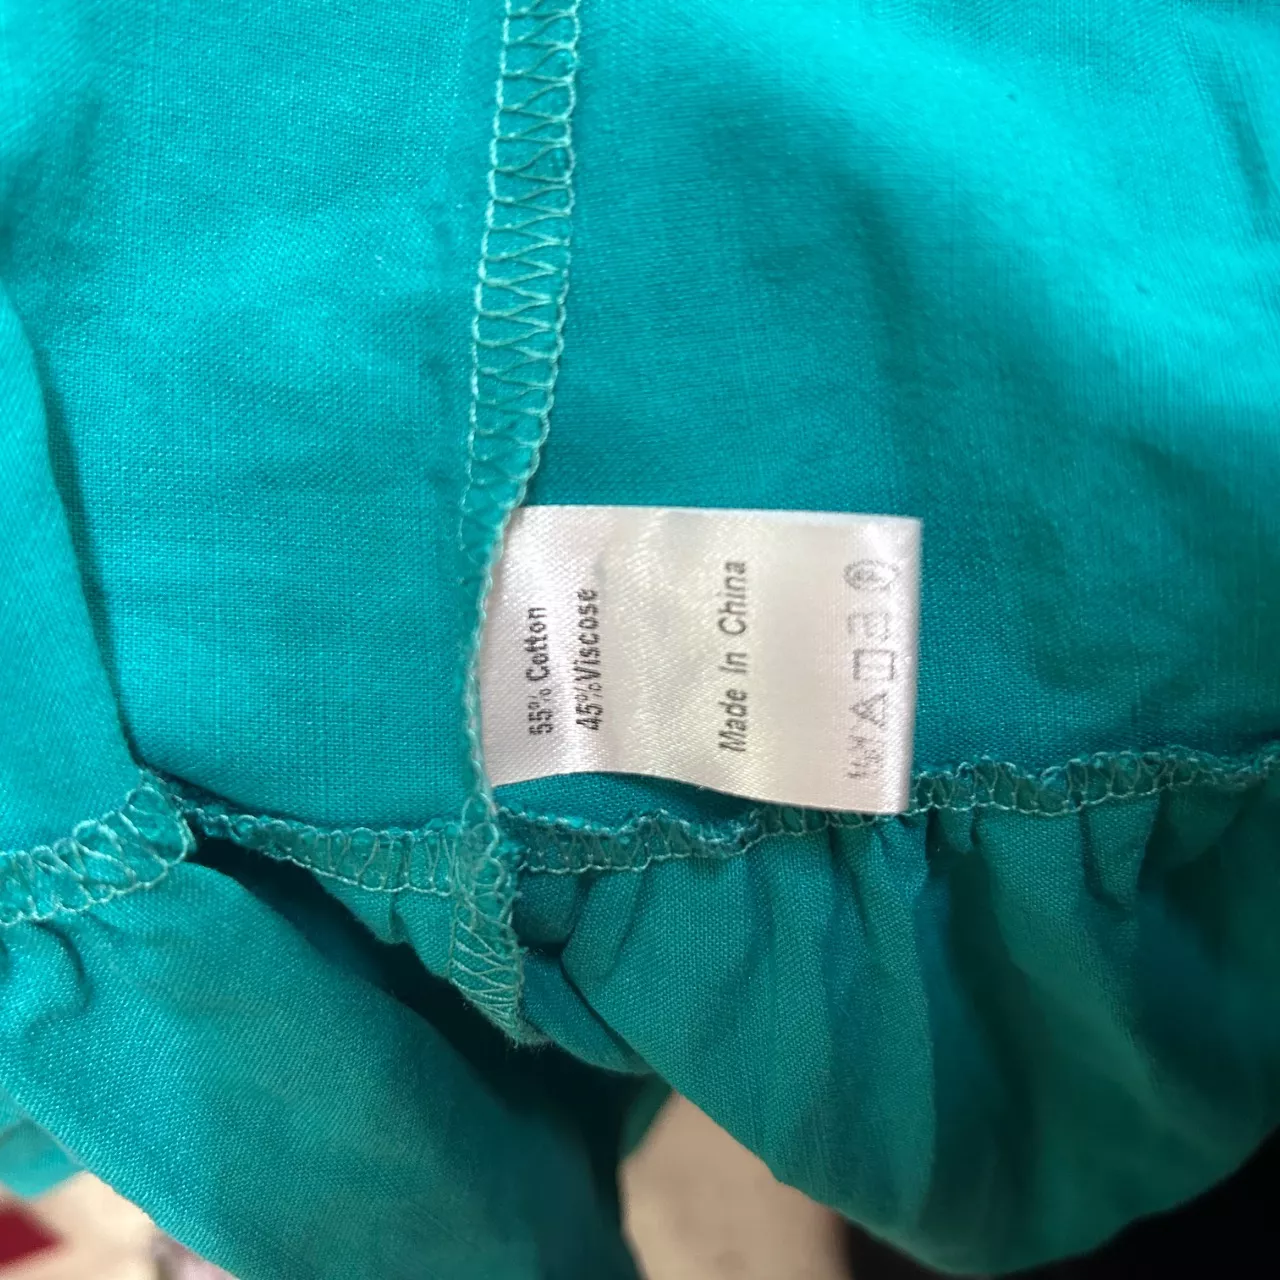 55% Cotton
45% Viscose
Made In China